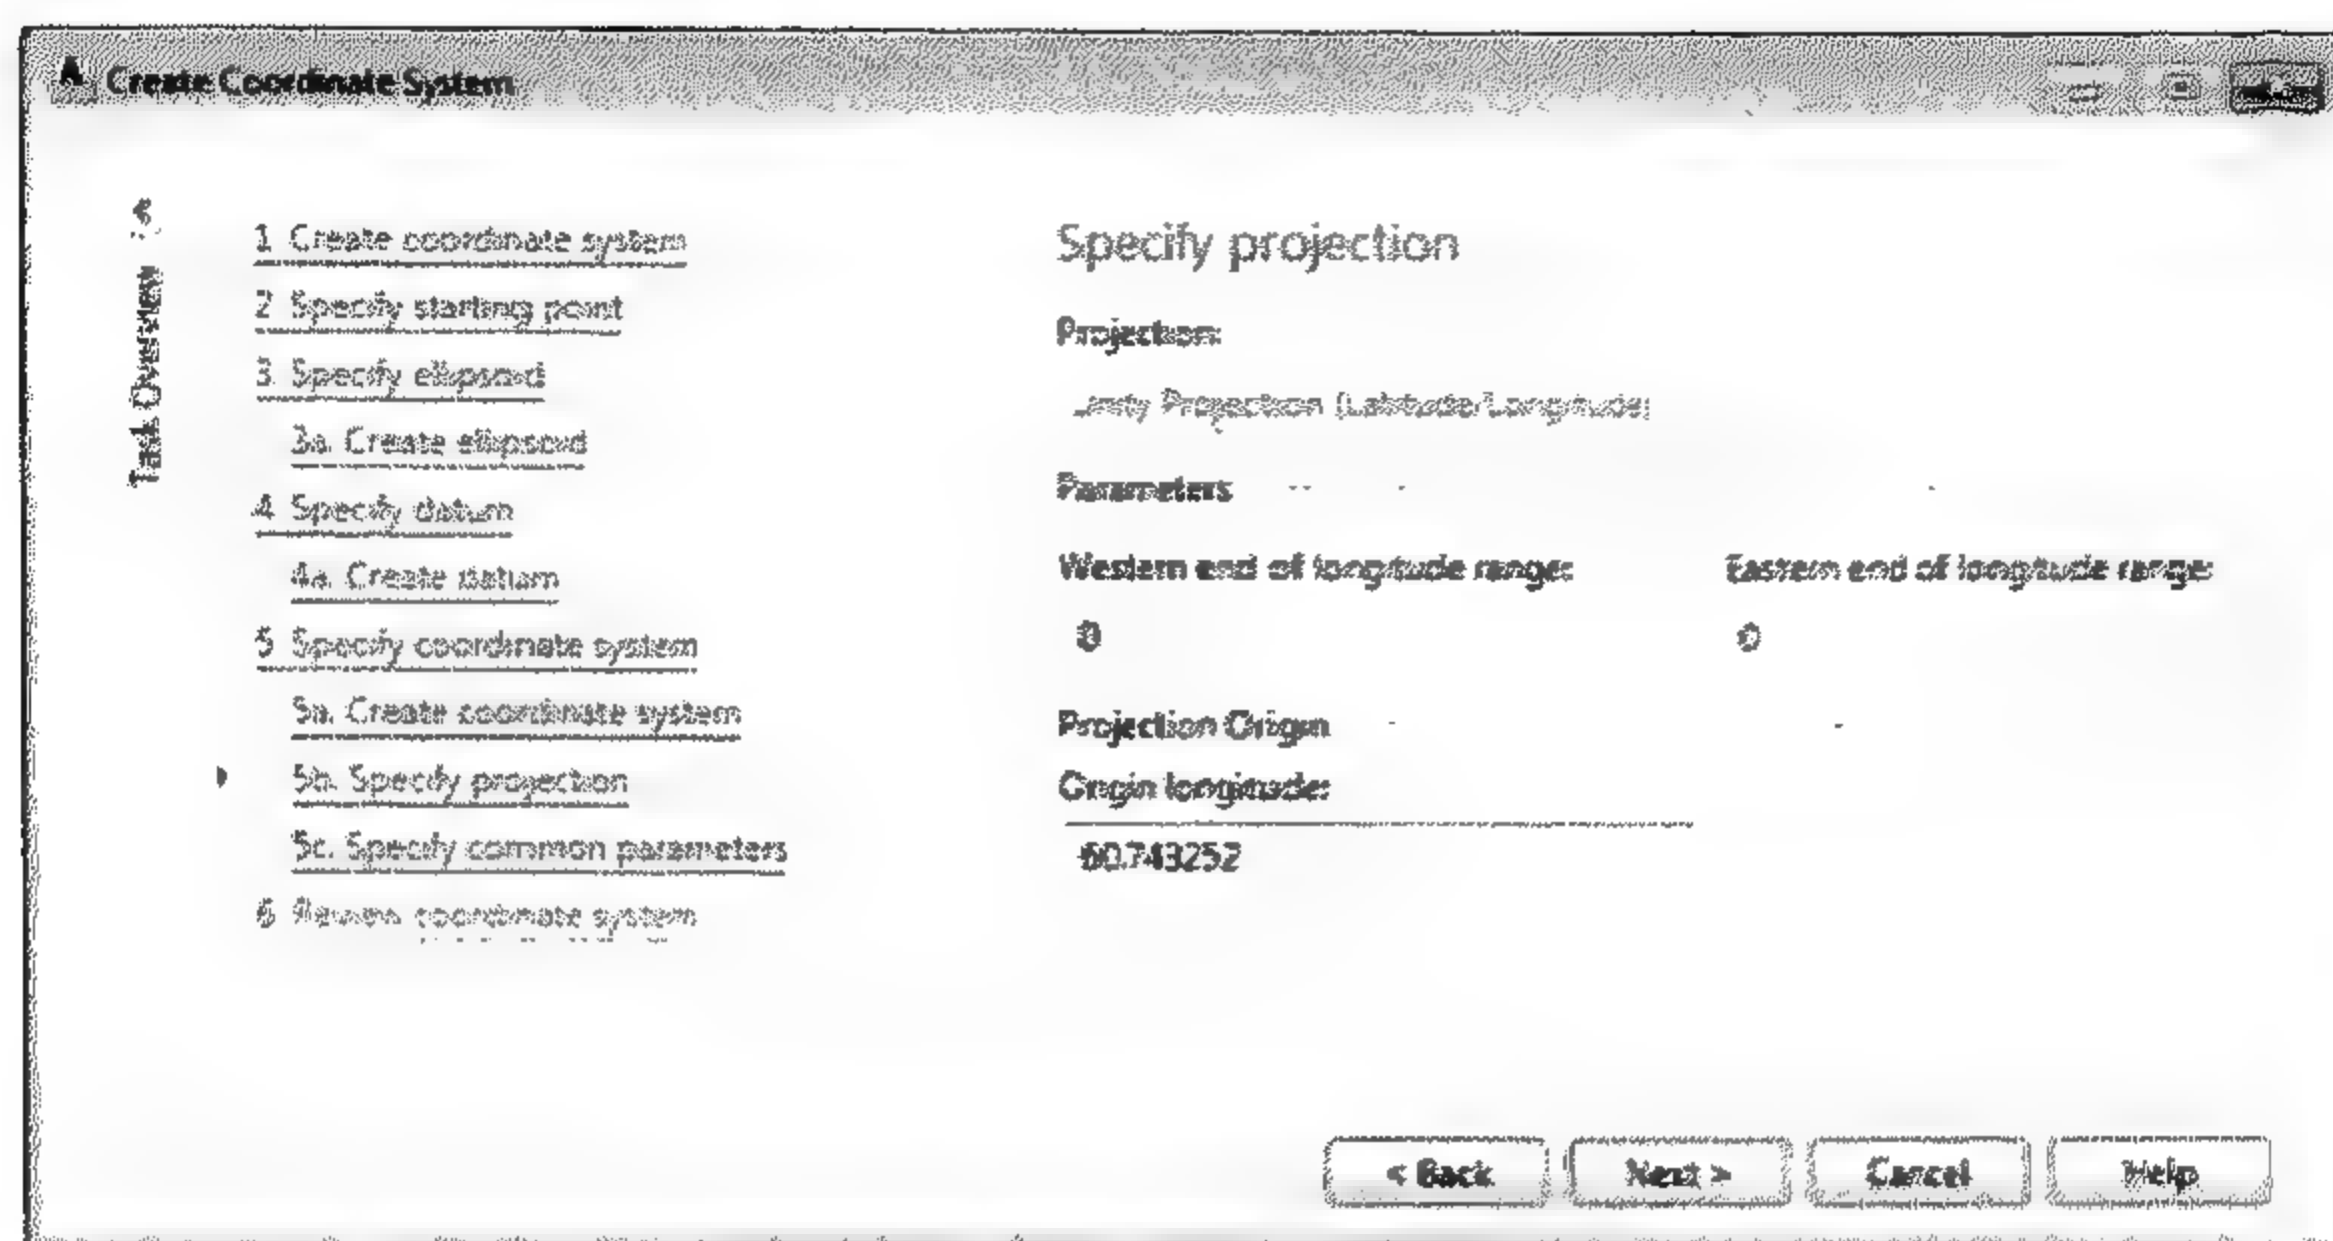 Create Coordinate System
Task Overview
1 Create coordinate system
2 Specify starting point
3. Specify ellipsoid
3a. Create ellipsoid
4 Specify datum
4a. Create datum
5 Specify coordinate system
5a. Create coordinate system
5b. Specify projection
5c. Specify common parameters
6 Review coordinate system
Specify projection
Projection:
Unity Projection (Latitude/Longitude)
Parameters
Western end of longitude range: Eastern end of longitude range:
0 0
Projection Origin
Origin longitude:
60.743252
< Back Next > Cancel Help